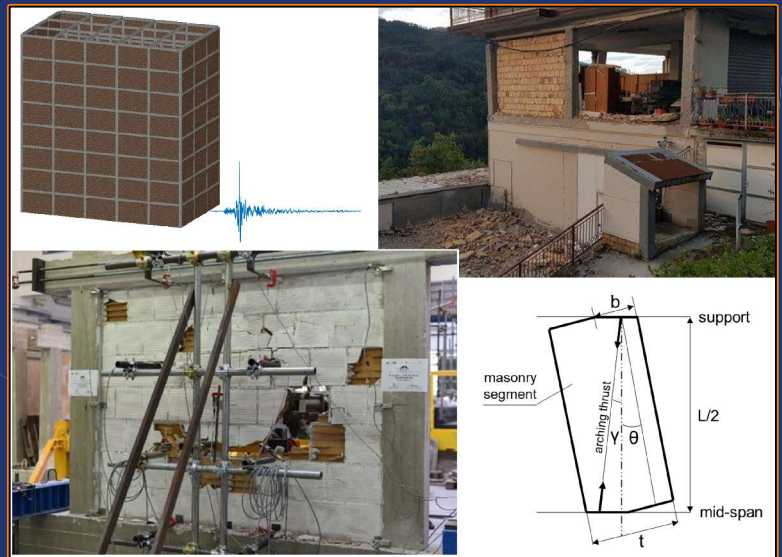 b
support
masonry
segment
arching thrust
γ
θ
L/2
mid-span
t